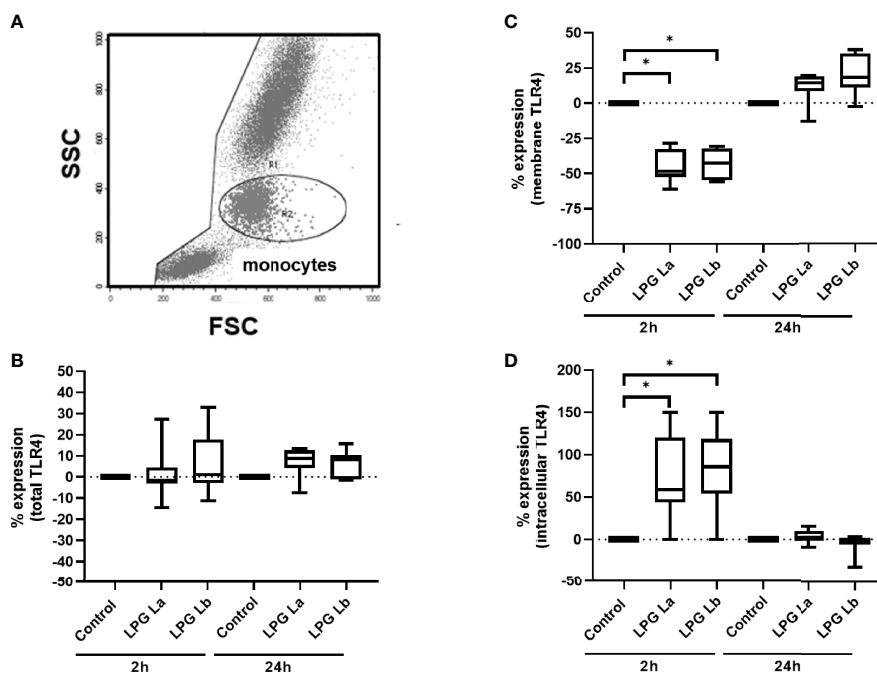 A
1000
800
600
400
200
0
SSC
R1
R2
monocytes
0 200 400 600 800 1000
FSC
B
50
40
30
20
10
0
-10
-20
-30
-40
-50
% expression
(total TLR4)
Control LPG La LPG Lb Control LPG La LPG Lb
2h 24h
C
50
25
0
-25
-50
-75
-100
% expression
(membrane TLR4)
* *
Control LPG La LPG Lb Control LPG La LPG Lb
2h 24h
D
200
150
100
50
0
-50
% expression
(intracellular TLR4)
* *
Control LPG La LPG Lb Control LPG La LPG Lb
2h 24h